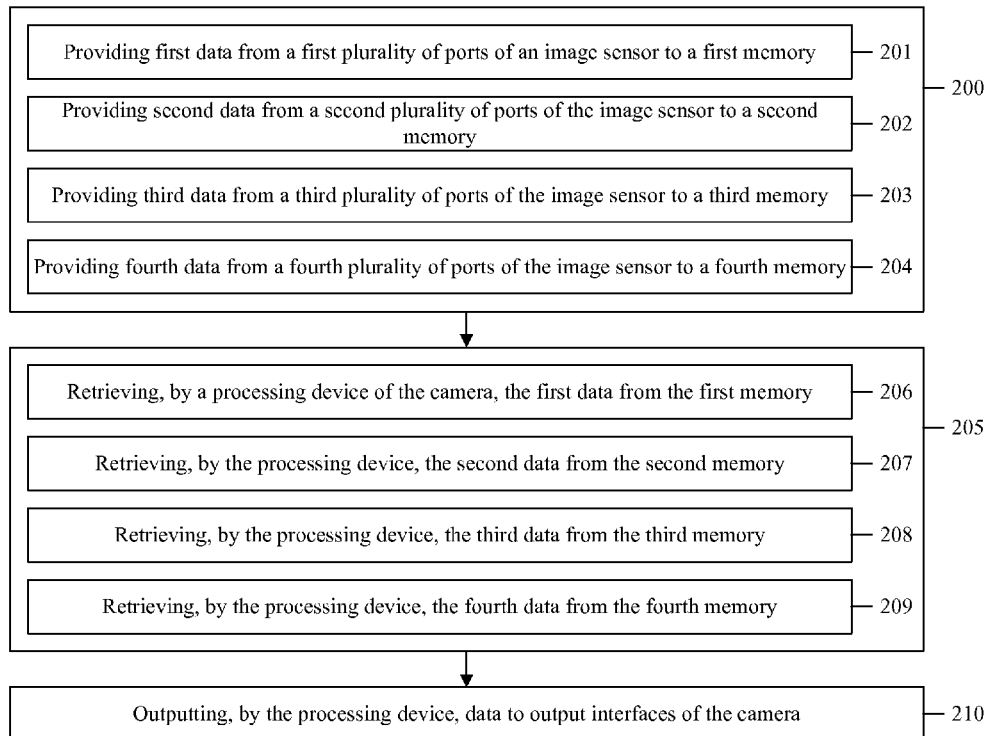 Providing first data from a first plurality of ports of an image sensor to a first memory
201
200
Providing second data from a second plurality of ports of the image sensor to a second
memory
202
Providing third data from a third plurality of ports of the image sensor to a third memory
203
Providing fourth data from a fourth plurality of ports of the image sensor to a fourth memory
204
Retrieving, by a processing device of the camera, the first data from the first memory
206
205
Retrieving, by the processing device, the second data from the second memory
207
Retrieving, by the processing device, the third data from the third memory
208
Retrieving, by the processing device, the fourth data from the fourth memory
209
Outputting, by the processing device, data to output interfaces of the camera
210